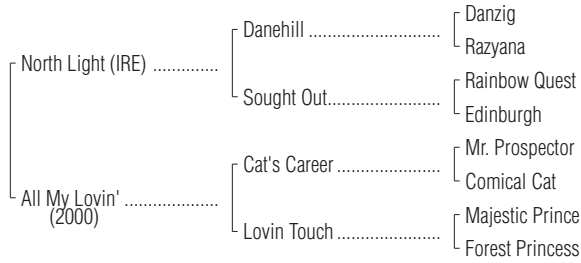 Danzig
Danehill ..............................
Razyana
North Light (IRE) ..............
Rainbow Quest
Sought Out..........................
Edinburgh
Mr. Prospector
Cat's Career ........................
Comical Cat
All My Lovin' ....................
(2000)
Majestic Prince
Lovin Touch ........................
Forest Princess